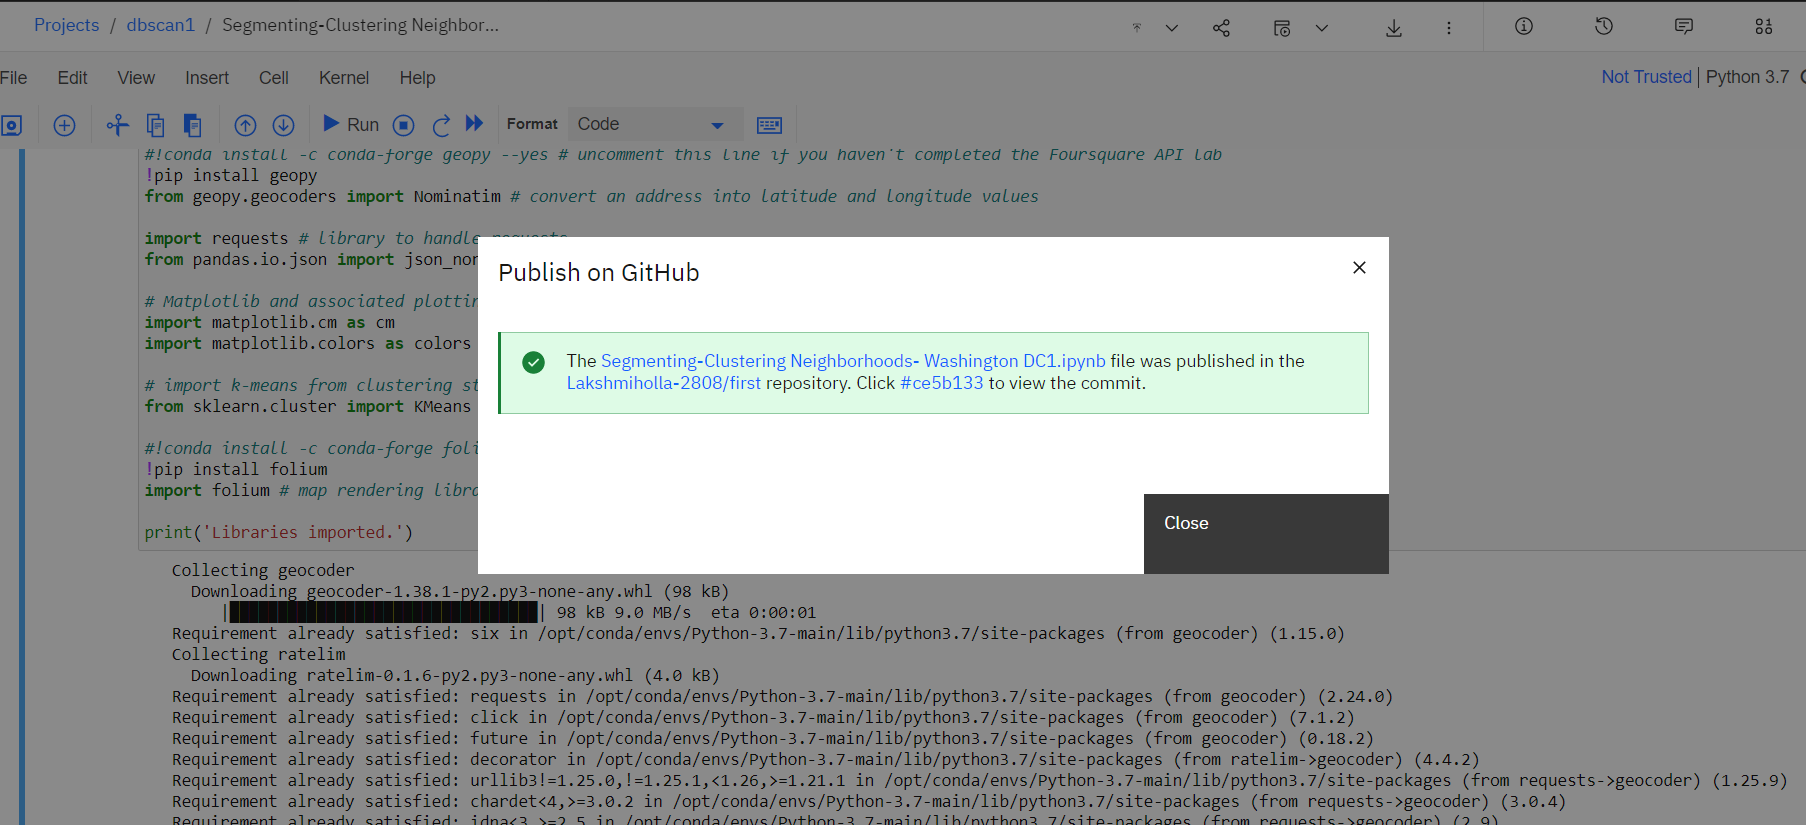 Projects / dbscan1 / Segmenting-Clustering Neighbor...
File Edit View Insert Cell Kernel Help
Not Trusted | Python 3.7
Run Format Code
#!conda install -c conda-forge geopy --yes # uncomment this line if you haven't completed the Foursquare API lab
!pip install geopy
from geopy.geocoders import Nominatim # convert an address into latitude and longitude values
import requests # library to handle requests
from pandas.io.json import json_nor
# Matplotlib and associated plottin
import matplotlib.cm as cm
import matplotlib.colors as colors
# import k-means from clustering st
from sklearn.cluster import KMeans
#!conda install -c conda-forge foli
!pip install folium
import folium # map rendering libra
print('Libraries imported.')
Publish on GitHub
The Segmenting-Clustering Neighborhoods- Washington DC1.ipynb file was published in the
Lakshmiholla-2808/first repository. Click #ce5b133 to view the commit.
Close
Collecting geocoder
Downloading geocoder-1.38.1-py2.py3-none-any.whl (98 kB)
| 98 kB 9.0 MB/s eta 0:00:01
Requirement already satisfied: six in /opt/conda/envs/Python-3.7-main/lib/python3.7/site-packages (from geocoder) (1.15.0)
Collecting ratelim
Downloading ratelim-0.1.6-py2.py3-none-any.whl (4.0 kB)
Requirement already satisfied: requests in /opt/conda/envs/Python-3.7-main/lib/python3.7/site-packages (from geocoder) (2.24.0)
Requirement already satisfied: click in /opt/conda/envs/Python-3.7-main/lib/python3.7/site-packages (from geocoder) (7.1.2)
Requirement already satisfied: future in /opt/conda/envs/Python-3.7-main/lib/python3.7/site-packages (from geocoder) (0.18.2)
Requirement already satisfied: decorator in /opt/conda/envs/Python-3.7-main/lib/python3.7/site-packages (from ratelim->geocoder) (4.4.2)
Requirement already satisfied: urllib3!=1.25.0,!=1.25.1,<1.26,>=1.21.1 in /opt/conda/envs/Python-3.7-main/lib/python3.7/site-packages (from requests->geocoder) (1.25.9)
Requirement already satisfied: chardet<4,>=3.0.2 in /opt/conda/envs/Python-3.7-main/lib/python3.7/site-packages (from requests->geocoder) (3.0.4)
Requirement already satisfied: idna<3,>=2.5 in /opt/conda/envs/Python-3.7-main/lib/python3.7/site-packages (from requests->geocoder) (2.9)